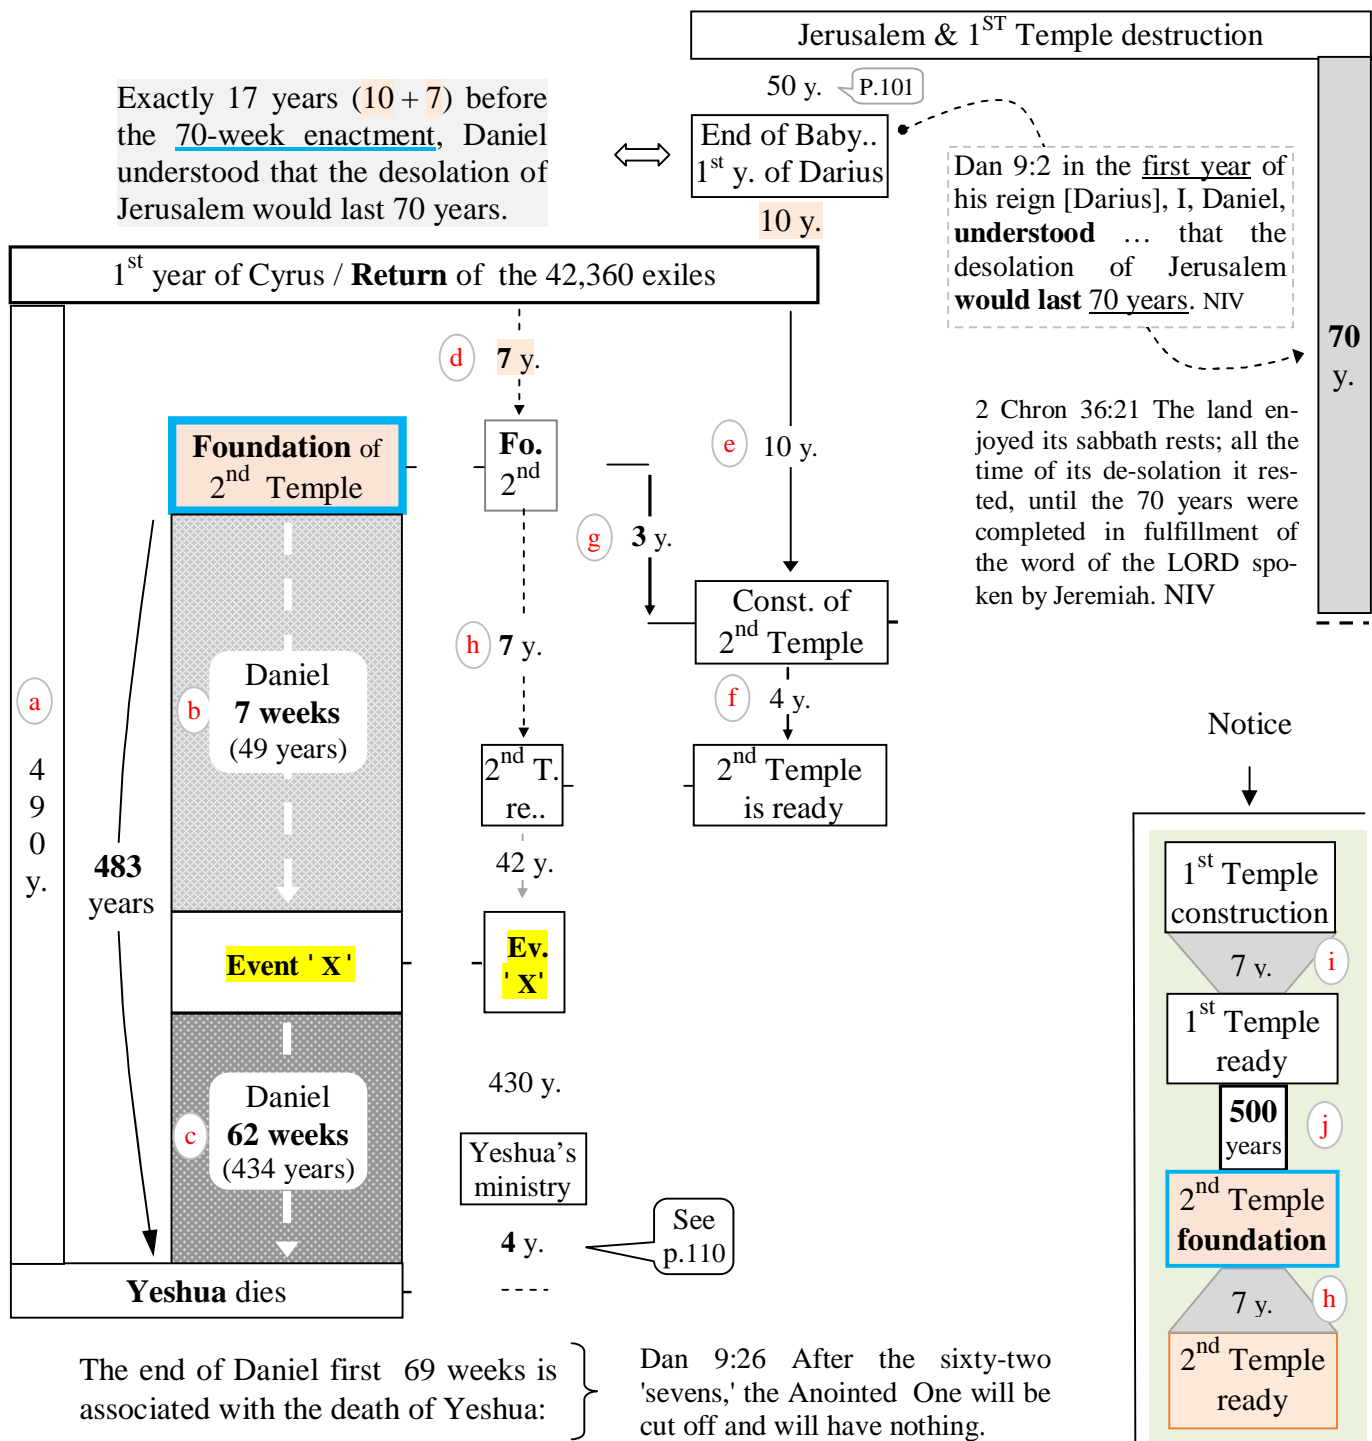 Jerusalem & 1ST Temple destruction
50 y.
P.101
Exactly 17 years (10 + 7) before
the 70-week enactment, Daniel
understood that the desolation of
Jerusalem would last 70 years.
End of Baby..
1st y. of Darius
10 y.
Dan 9:2 in the first year of
his reign [Darius], I, Daniel,
understood … that the
desolation of Jerusalem
would last 70 years. NIV
70
y.
1st year of Cyrus / Return of the 42,360 exiles
d
7 y.
e
10 y.
2 Chron 36:21 The land en-
joyed its sabbath rests; all the
time of its de-solation it res-
ted, until the 70 years were
completed in fulfillment of
the word of the LORD spo-
ken by Jeremiah. NIV
Foundation of
2nd Temple
Fo.
2nd
g
3 y.
Const. of
2nd Temple
h
7 y.
f
4 y.
a
4
9
0
y.
b
Daniel
7 weeks
(49 years)
2nd T.
re..
2nd Temple
is ready
42 y.
483
years
Event ' X'
Ev.
' X'
430 y.
c
Daniel
62 weeks
(434 years)
Yeshua's
ministry
4 y.
See
p.110
Yeshua dies
Notice
1st Temple
construction
7 y.
i
1st Temple
ready
500
years
j
2nd Temple
foundation
7 y.
h
2nd Temple
ready
The end of Daniel first 69 weeks is
associated with the death of Yeshua:
Dan 9:26 After the sixty-two
'sevens,' the Anointed One will be
cut off and will have nothing.